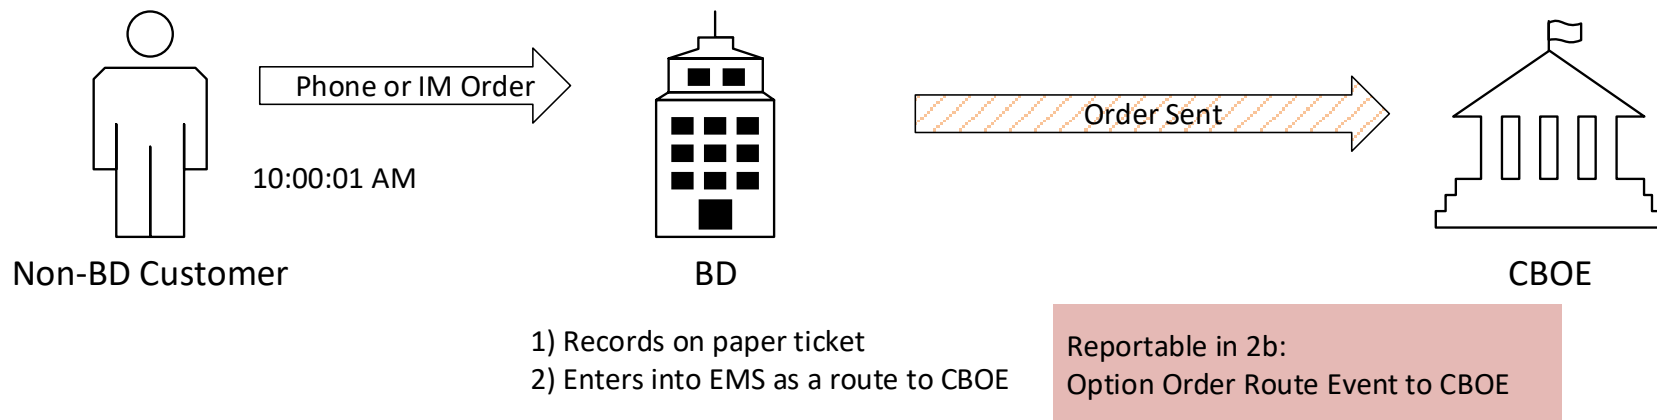 Phone or IM Order
Order Sent
10:00:01 AM
Non-BD Customer
BD
CBOE
1) Records on paper ticket
2) Enters into EMS as a route to CBOE
Reportable in 2b:
Option Order Route Event to CBOE